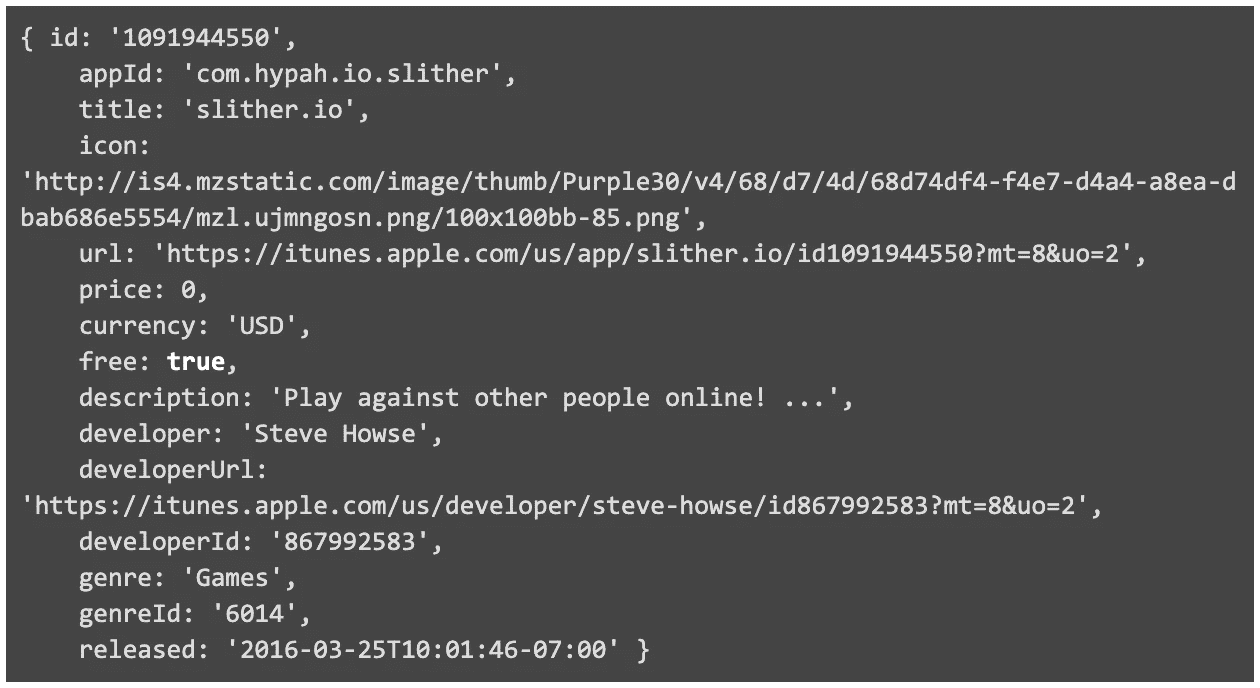 { id: '1091944550',
appId: 'com.hypah.io.slither',
title: 'slither.io',
icon:
'http://is4.mzstatic.com/image/thumb/Purple30/v4/68/d7/4d/68d74df4-f4e7-d4a4-a8ea-d
bab686e5554/mzl.ujmngosn.png/100x100bb-85.png',
url: 'https://itunes.apple.com/us/app/slither.io/id1091944550?mt=8&uo=2',
price: 0,
currency: 'USD',
free: true,
description: 'Play against other people online! ...',
developer: 'Steve Howse',
developerUrl:
'https://itunes.apple.com/us/developer/steve-howse/id867992583?mt=8&uo=2',
developerId: '867992583',
genre: 'Games',
genreId: '6014',
released: '2016-03-25T10:01:46-07:00' }